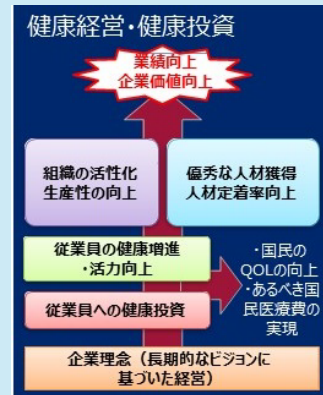 健康経営・健康投資
業績向上
企業価値向上
組織の活性化
生産性の向上
優秀な人材獲得
人材定着率向上
従業員の健康増進
・活力向上
・国民の
QOLの向上
・あるべき国
民医療費の
実現
従業員への健康投資
企業理念（長期的なビジョンに
基づいた経営）